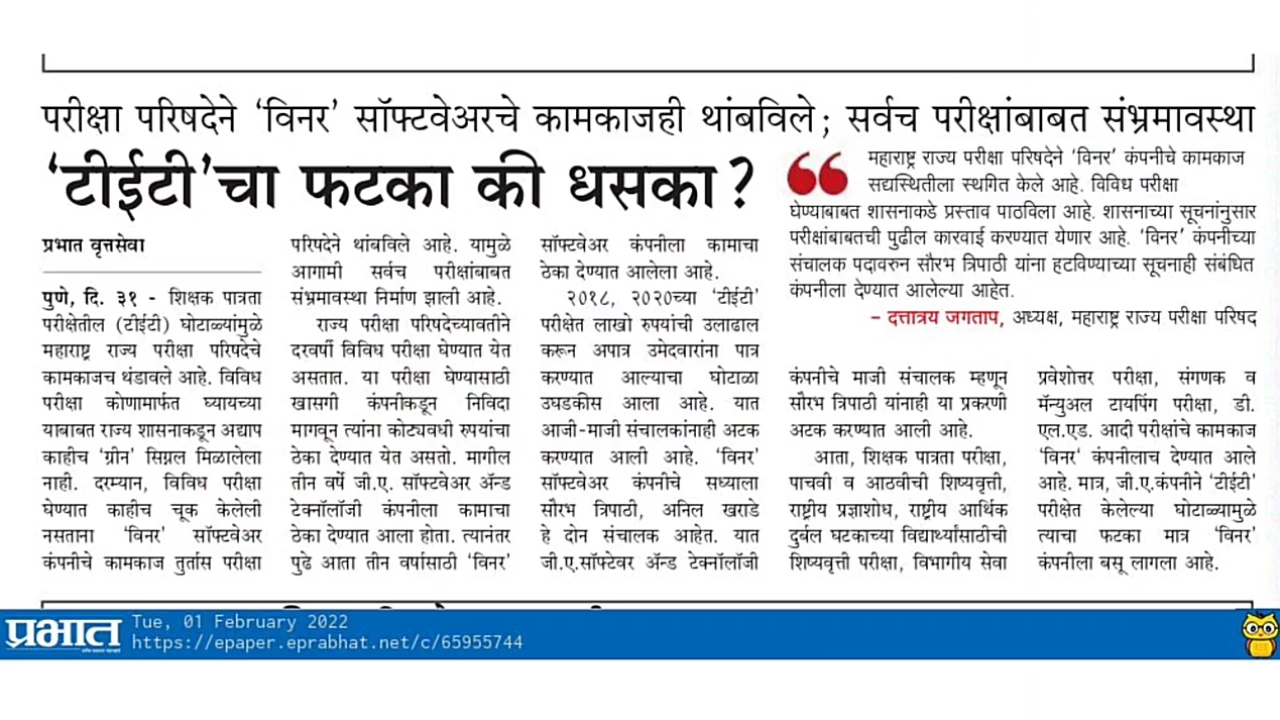 परीक्षा परिषदेने ‘विनर’ सॉफ्टवेअरचे कामकाजही थांबविले; सर्वच परीक्षांबाबत संभ्रमावस्था
‘टीईटी’चा फटका की धसका?
प्रभात वृत्तसेवा
पुणे, दि. ३१ - शिक्षक पात्रता
परीक्षेतील (टीईटी) घोटाळ्यांमुळे
महाराष्ट्र राज्य परीक्षा परिषदेचे
कामकाजच थंडावले आहे. विविध
परीक्षा कोणामार्फत घ्यायच्या
याबाबत राज्य शासनाकडून अद्याप
काहीच ‘ग्रीन’ सिग्नल मिळालेला
नाही. दरम्यान, विविध परीक्षा
घेण्यात काहीच चूक केलेली
नसताना ‘विनर’ सॉफ्टवेअर
कंपनीचे कामकाज तुर्तास परीक्षा
परिषदेने थांबविले आहे. यामुळे
आगामी सर्वच परीक्षांबाबत
संभ्रमावस्था निर्माण झाली आहे.
राज्य परीक्षा परिषदेच्यावतीने
दरवर्षी विविध परीक्षा घेण्यात येत
असतात. या परीक्षा घेण्यासाठी
खासगी कंपनीकडून निविदा
मागवून त्यांना कोट्यवधी रुपयांचा
ठेका देण्यात येत असतो. मागील
तीन वर्षे जी.ए. सॉफ्टवेअर ॲन्ड
टेक्नॉलॉजी कंपनीला कामाचा
ठेका देण्यात आला होता. त्यानंतर
पुढे आता तीन वर्षासाठी ‘विनर’
सॉफ्टवेअर कंपनीला कामाचा
ठेका देण्यात आलेला आहे.
२०१८, २०२०च्या ‘टीईटी’
परीक्षेत लाखो रुपयांची उलाढाल
करून अपात्र उमेदवारांना पात्र
करण्यात आल्याचा घोटाळा
उघडकीस आला आहे. यात
आजी-माजी संचालकांनाही अटक
करण्यात आली आहे. ‘विनर’
सॉफ्टवेअर कंपनीचे सध्याला
सौरभ त्रिपाठी, अनिल खराडे
हे दोन संचालक आहेत. यात
जी.ए.सॉफ्टेवर ॲन्ड टेक्नॉलॉजी
महाराष्ट्र राज्य परीक्षा परिषदेने ‘विनर’ कंपनीचे कामकाज
सद्यस्थितीला स्थगित केले आहे. विविध परीक्षा
घेण्याबाबत शासनाकडे प्रस्ताव पाठविला आहे. शासनाच्या सूचनांनुसार
परीक्षांबाबतची पुढील कारवाई करण्यात येणार आहे. ‘विनर’ कंपनीच्या
संचालक पदावरुन सौरभ त्रिपाठी यांना हटविण्याच्या सूचनाही संबंधित
कंपनीला देण्यात आलेल्या आहेत.
– दत्तात्रय जगताप, अध्यक्ष, महाराष्ट्र राज्य परीक्षा परिषद
कंपनीचे माजी संचालक म्हणून
सौरभ त्रिपाठी यांनाही या प्रकरणी
अटक करण्यात आली आहे.
आता, शिक्षक पात्रता परीक्षा,
पाचवी व आठवीची शिष्यवृत्ती,
राष्ट्रीय प्रज्ञाशोध, राष्ट्रीय आर्थिक
दुर्बल घटकाच्या विद्यार्थ्यांसाठीची
शिष्यवृत्ती परीक्षा, विभागीय सेवा
प्रवेशोत्तर परीक्षा, संगणक व
मॅन्युअल टायपिंग परीक्षा, डी.
एल.एड. आदी परीक्षांचे कामकाज
‘विनर‘ कंपनीलाच देण्यात आले
आहे. मात्र, जी.ए.कंपनीने ‘टीईटी’
परीक्षेत केलेल्या घोटाळ्यामुळे
त्याचा फटका मात्र ‘विनर’
कंपनीला बसू लागला आहे.
प्रभात
Tue, 01 February 2022
https://epaper.eprabhat.net/c/65955744